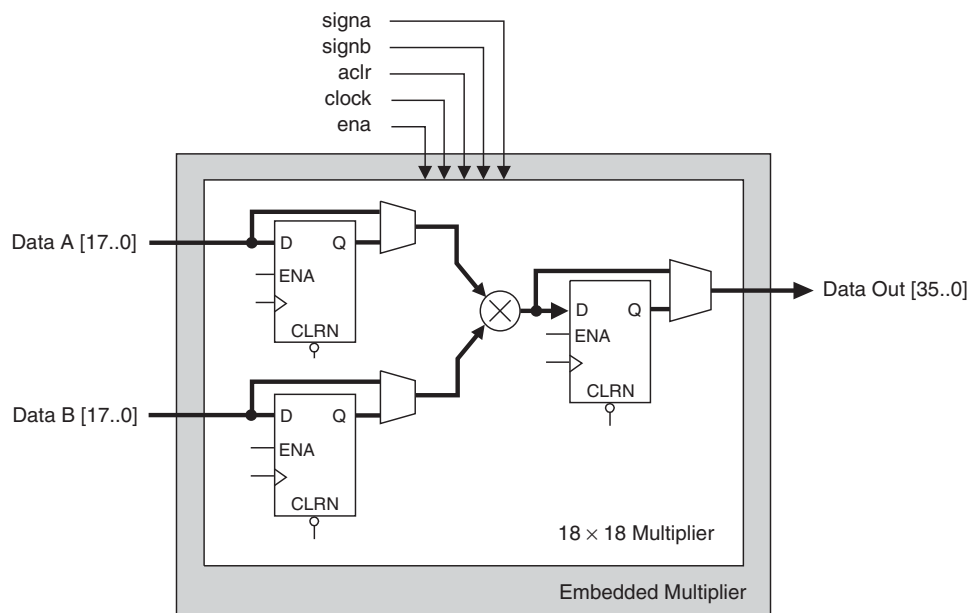 signa
signb
aclr
clock
ena
Data A [17..0]
D
Q
ENA
CLRN
Data Out [35..0]
D
Q
ENA
CLRN
Data B [17..0]
D
Q
ENA
CLRN
18 × 18 Multiplier
Embedded Multiplier